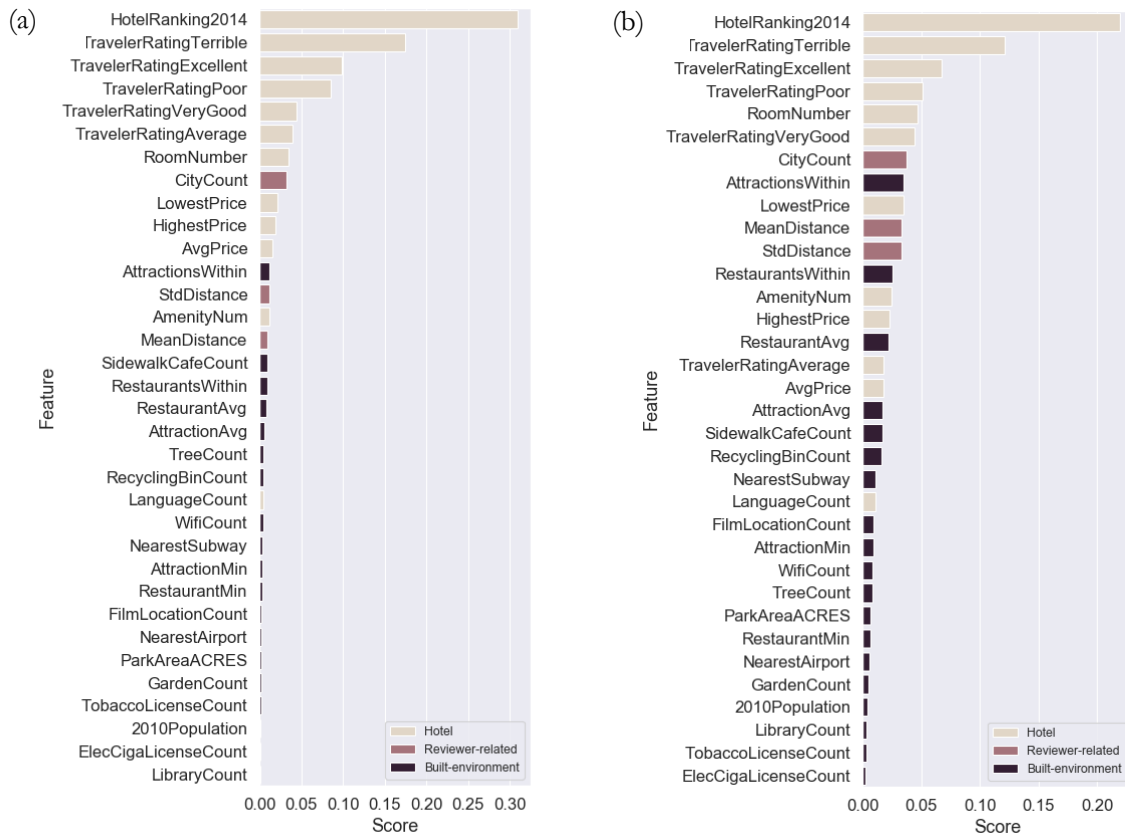 (a)
HotelRanking2014
TravelerRatingTerrible
TravelerRatingExcellent
TravelerRatingPoor
TravelerRatingVeryGood
TravelerRatingAverage
RoomNumber
CityCount
LowestPrice
HighestPrice
AvgPrice
AttractionsWithin
StdDistance
AmenityNum
MeanDistance
SidewalkCafeCount
RestaurantsWithin
RestaurantAvg
AttractionAvg
TreeCount
RecyclingBinCount
LanguageCount
WifiCount
NearestSubway
AttractionMin
RestaurantMin
FilmLocationCount
NearestAirport
ParkAreaACRES
GardenCount
TobaccoLicenseCount
2010Population
ElecCigaLicenseCount
LibraryCount
Feature
Hotel
Reviewer-related
Built-environment
0.00 0.05 0.10 0.15 0.20 0.25 0.30
Score
(b)
HotelRanking2014
TravelerRatingTerrible
TravelerRatingExcellent
TravelerRatingPoor
RoomNumber
TravelerRatingVeryGood
CityCount
AttractionsWithin
LowestPrice
MeanDistance
StdDistance
RestaurantsWithin
AmenityNum
HighestPrice
RestaurantAvg
TravelerRatingAverage
AvgPrice
AttractionAvg
SidewalkCafeCount
RecyclingBinCount
NearestSubway
LanguageCount
FilmLocationCount
AttractionMin
WifiCount
TreeCount
ParkAreaACRES
RestaurantMin
NearestAirport
GardenCount
2010Population
LibraryCount
TobaccoLicenseCount
ElecCigaLicenseCount
Feature
Hotel
Reviewer-related
Built-environment
0.00 0.05 0.10 0.15 0.20
Score